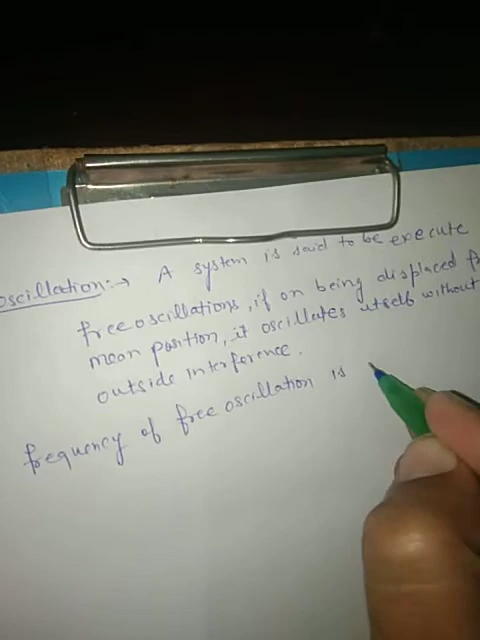 oscillation:→ A system is said to be execute
free oscillations, if on being displaced
mean position, it oscillates itself without
outside interference.
frequency of free oscillation is